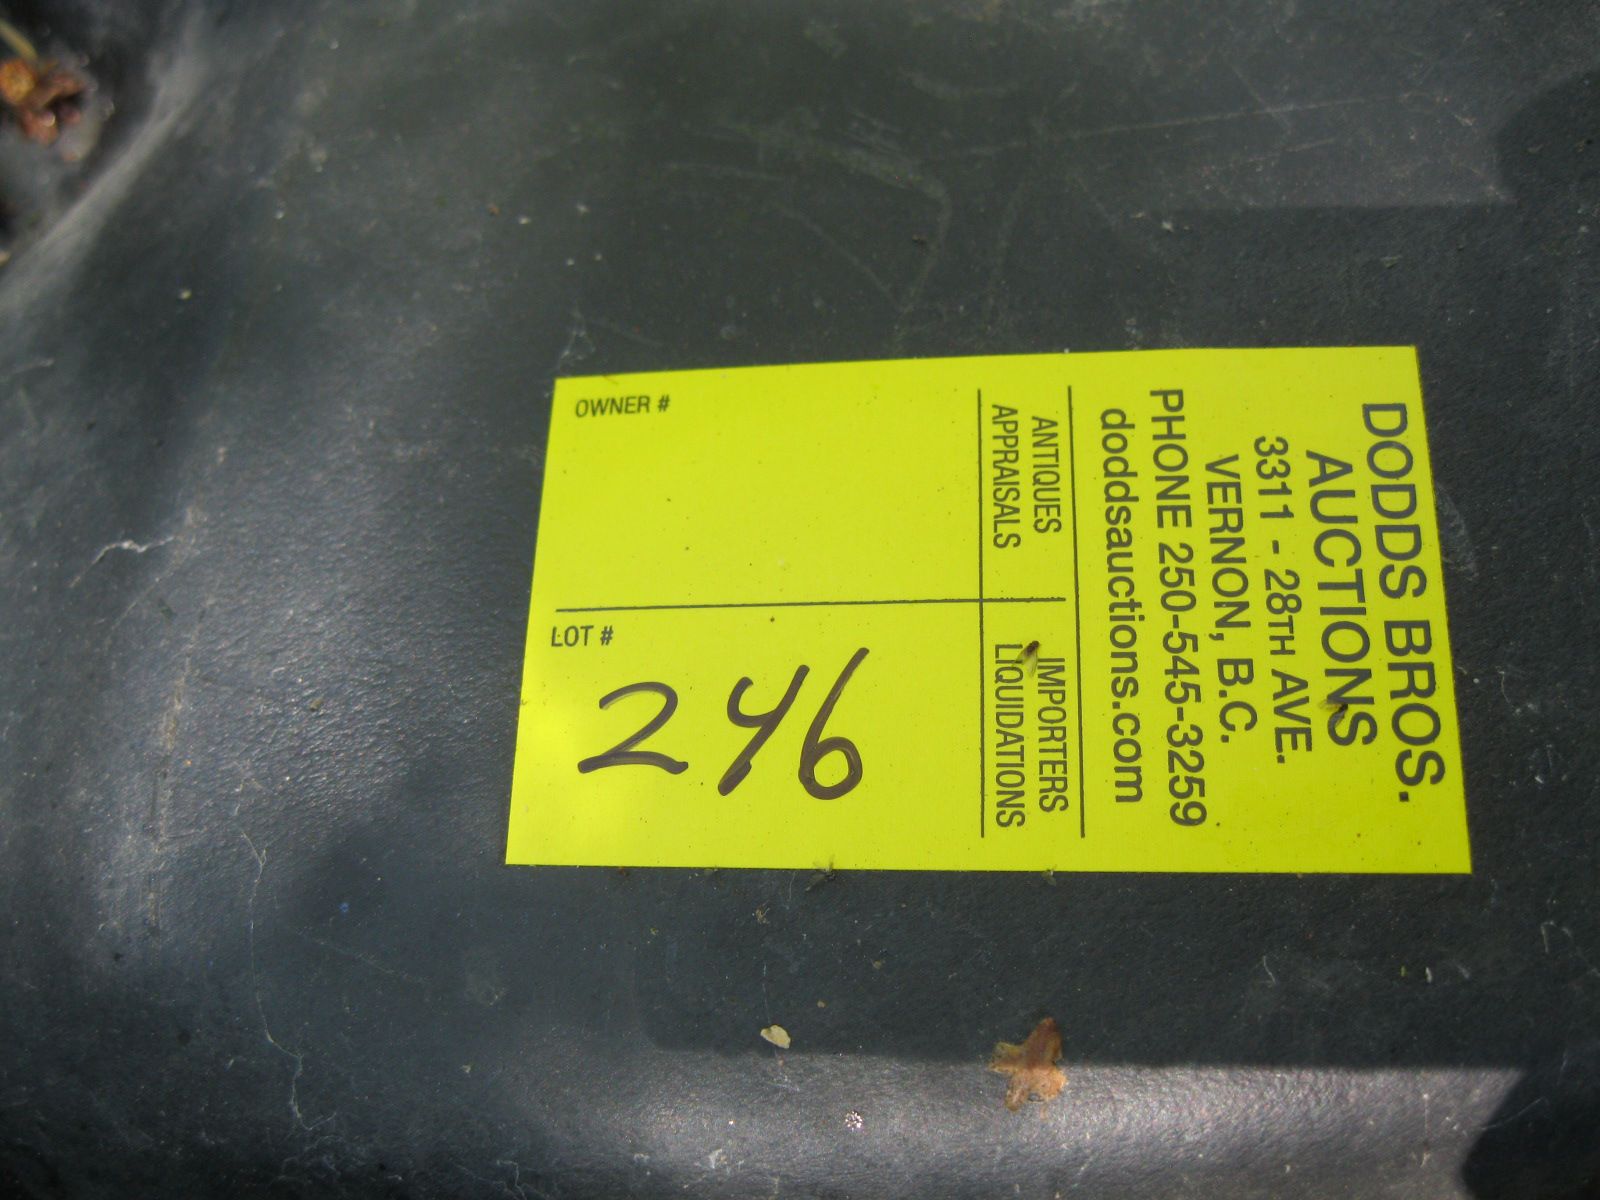 DODDS BROS.
AUCTIONS
3311 - 28TH AVE.
VERNON, B.C.
PHONE 250-545-3259
doddsauctions.com
ANTIQUES
APPRAISALS
IMPORTERS
LIQUIDATIONS
OWNER #
LOT #
246